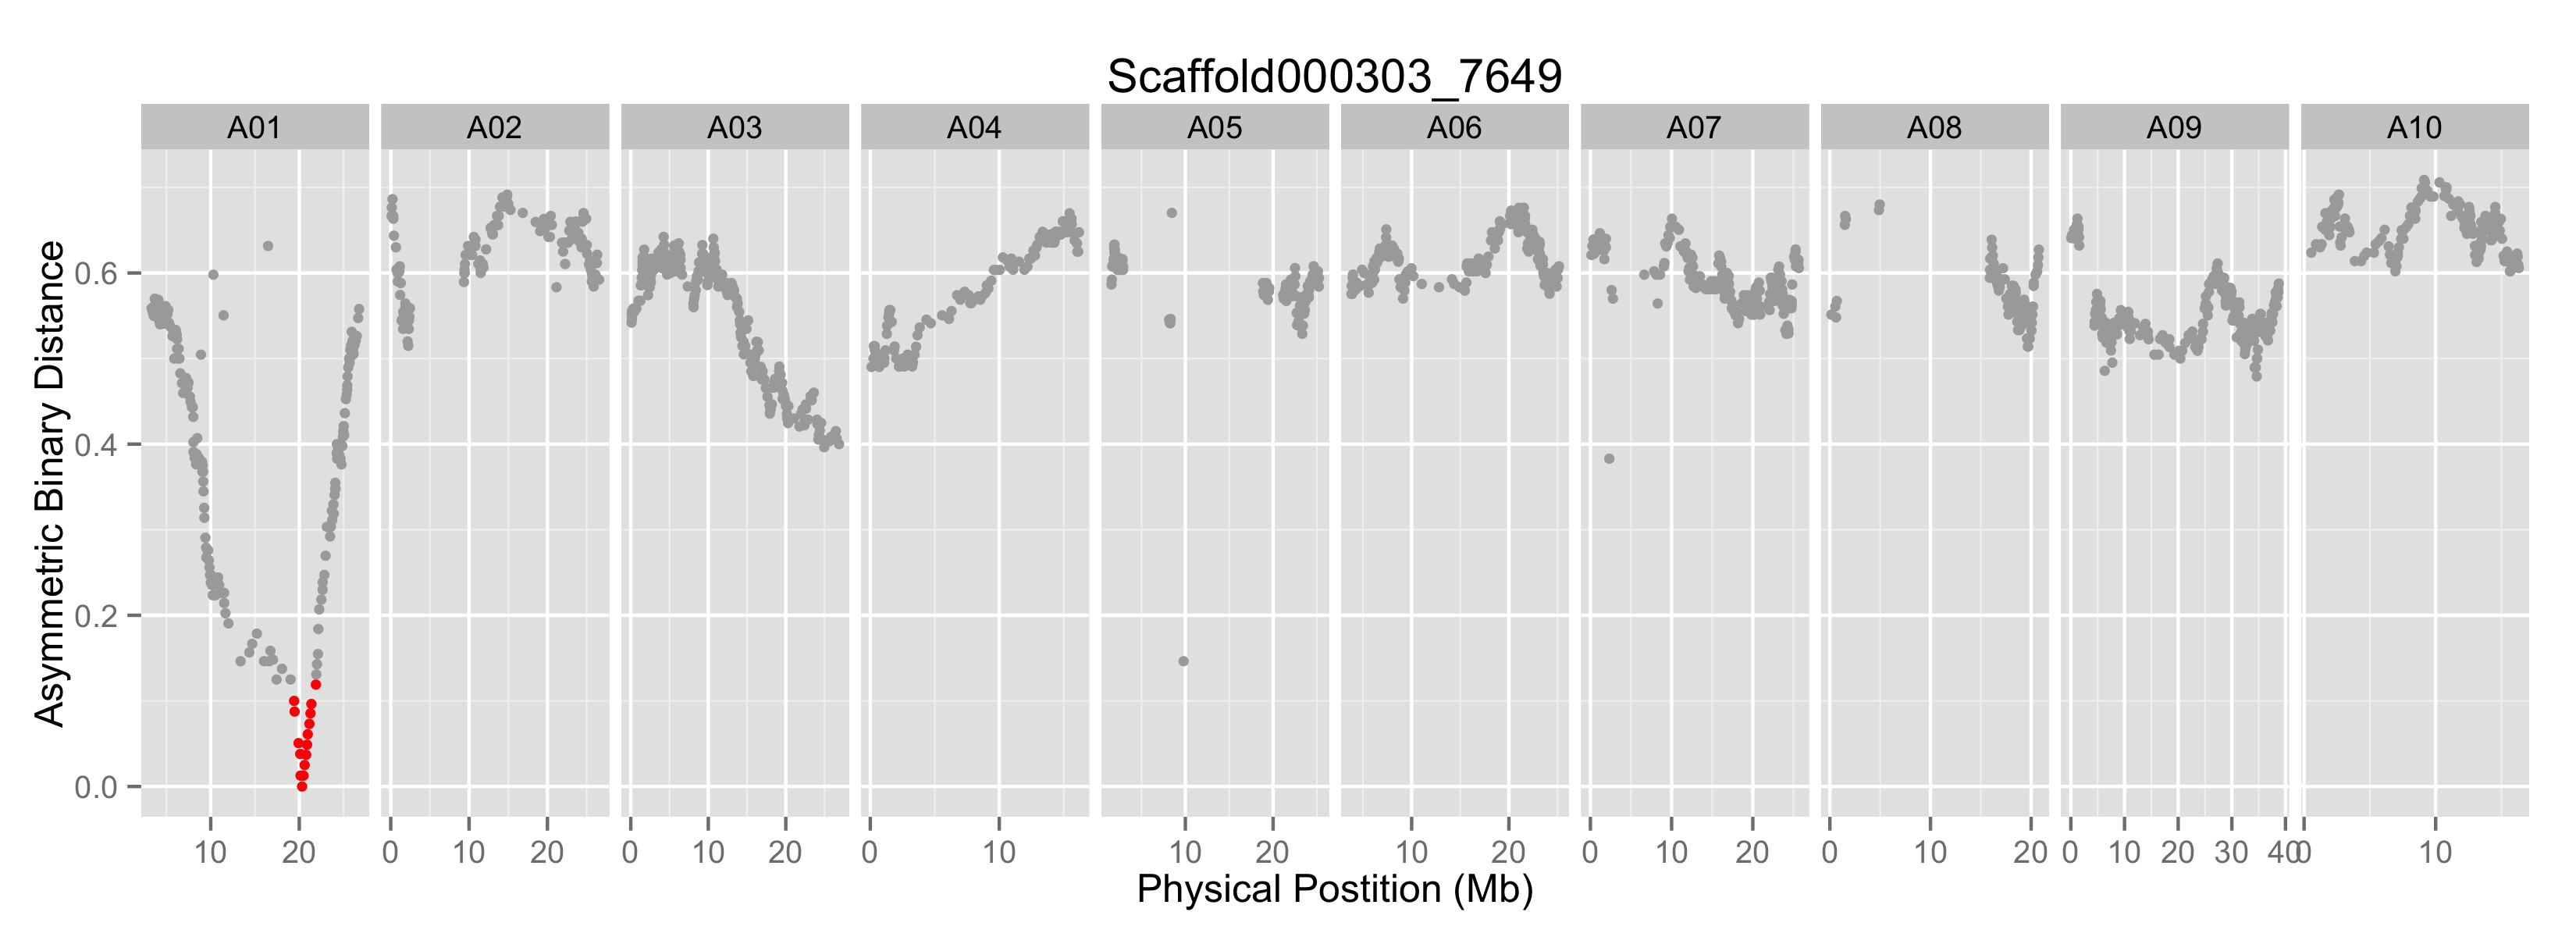 Scaffold000303_7649
A01 A02 A03 A04 A05 A06 A07 A08 A09 A10
Asymmetric Binary Distance
0.6
0.4
0.2
0.0
10 20 0 10 20 0 10 20 0 10 10 20 10 20 0 10 20 0 10 20 0 10 20 30 40 0 10
Physical Postition (Mb)